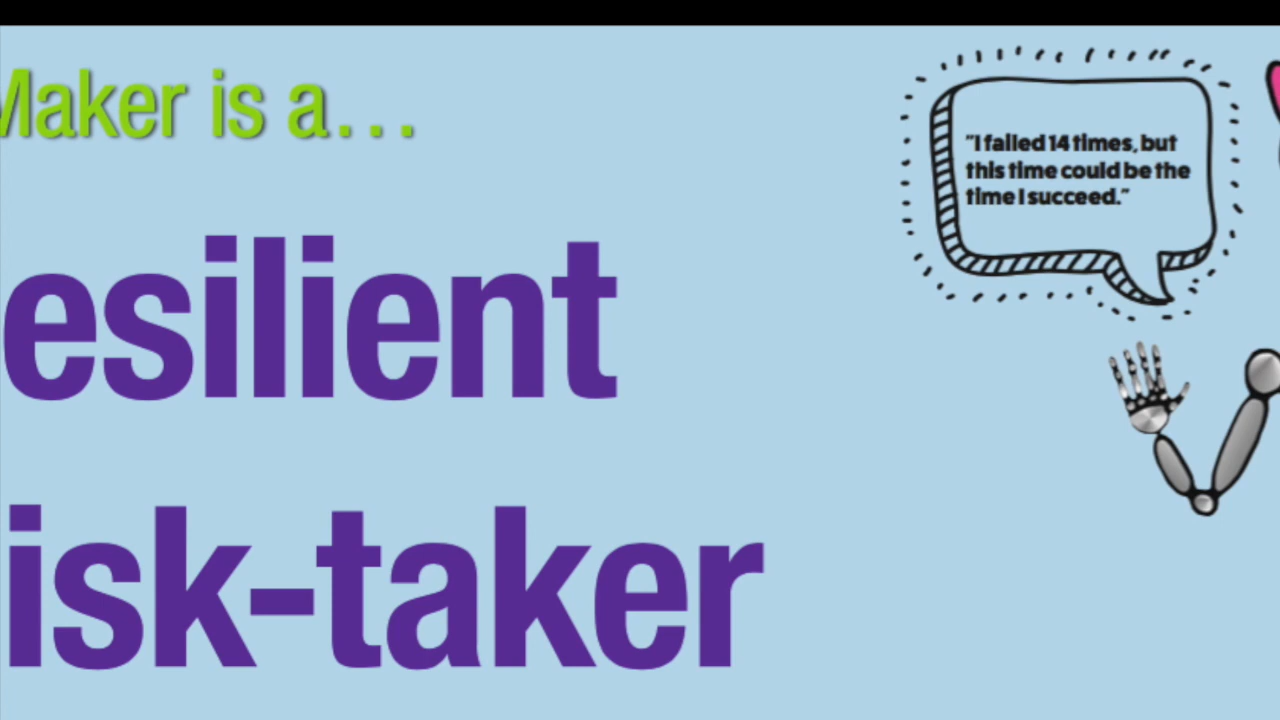 Maker is a…
esilient
isk-taker
"I failed 14 times, but
this time could be the
time I succeed."